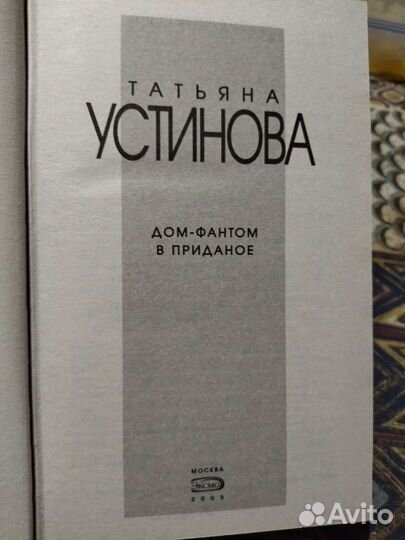 ТАТЬЯНА
УСТИНОВА
ДОМ-ФАНТОМ
В ПРИДАНОЕ
МОСКВА
ЭКСМО
2005
Avito